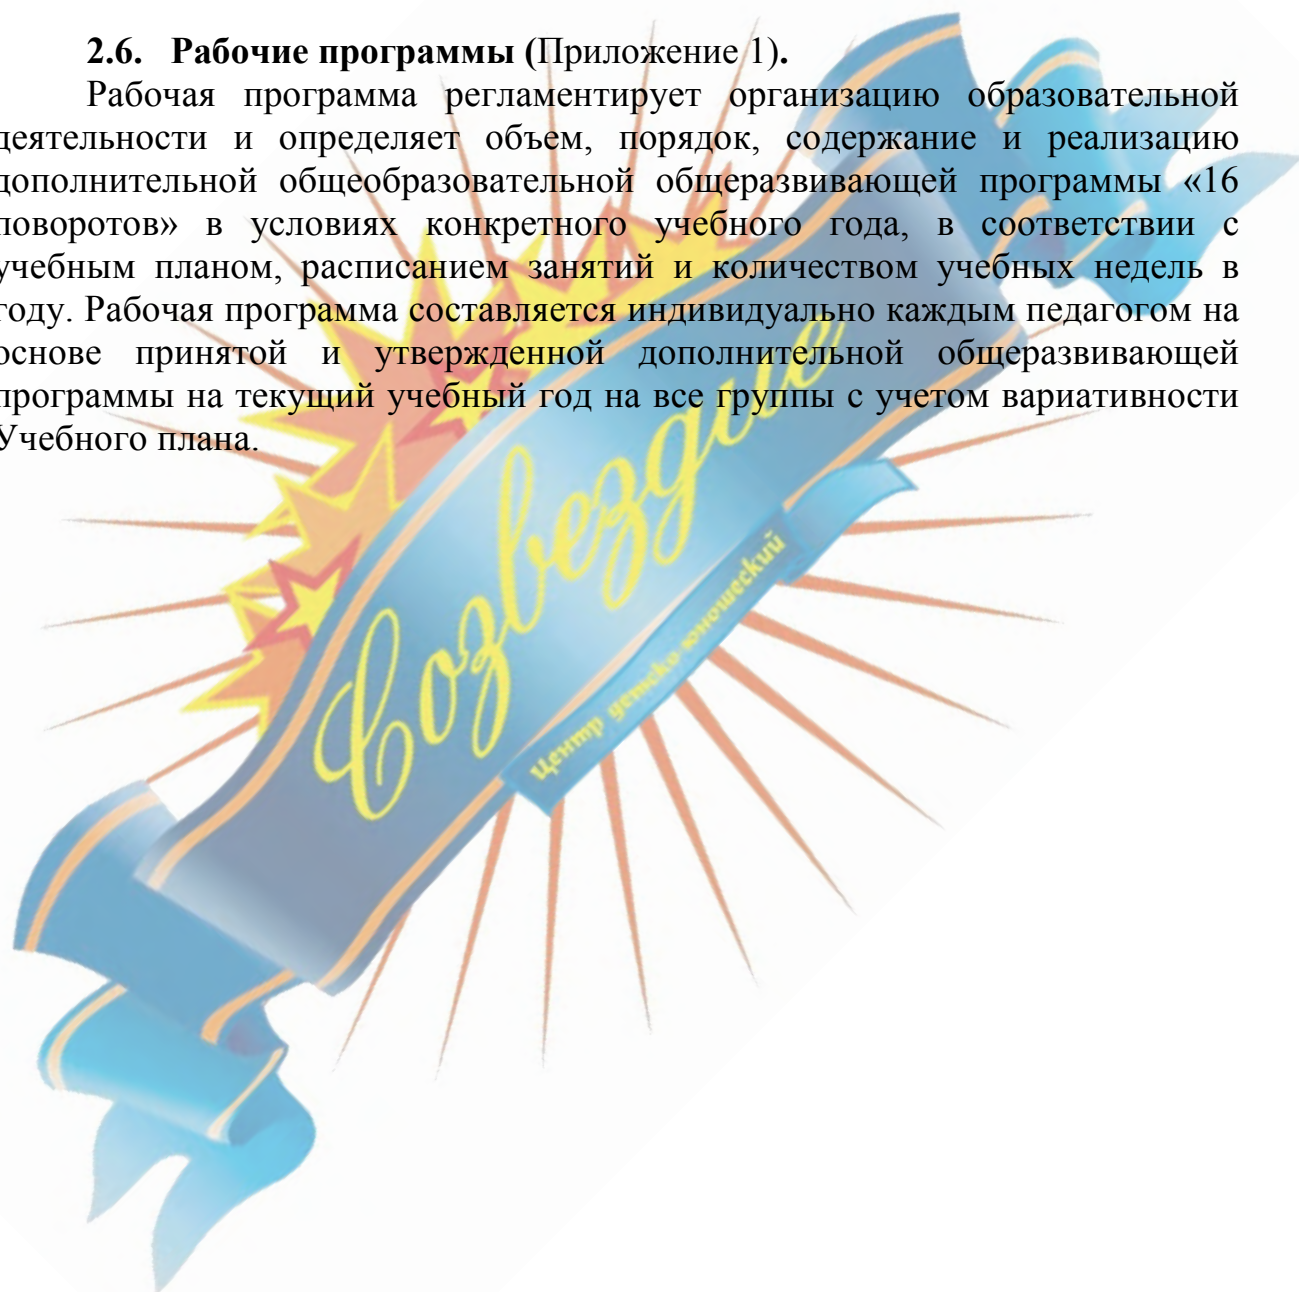 2.6. Рабочие программы (Приложение 1).
Рабочая программа регламентирует организацию образовательной
деятельности и определяет объем, порядок, содержание и реализацию
дополнительной общеобразовательной общеразвивающей программы «16
поворотов» в условиях конкретного учебного года, в соответствии с
учебным планом, расписанием занятий и количеством учебных недель в
году. Рабочая программа составляется индивидуально каждым педагогом на
основе принятой и утвержденной дополнительной общеразвивающей
программы на текущий учебный год на все группы с учетом вариативности
Учебного плана.
Созвездие
Центр детско-юношеский